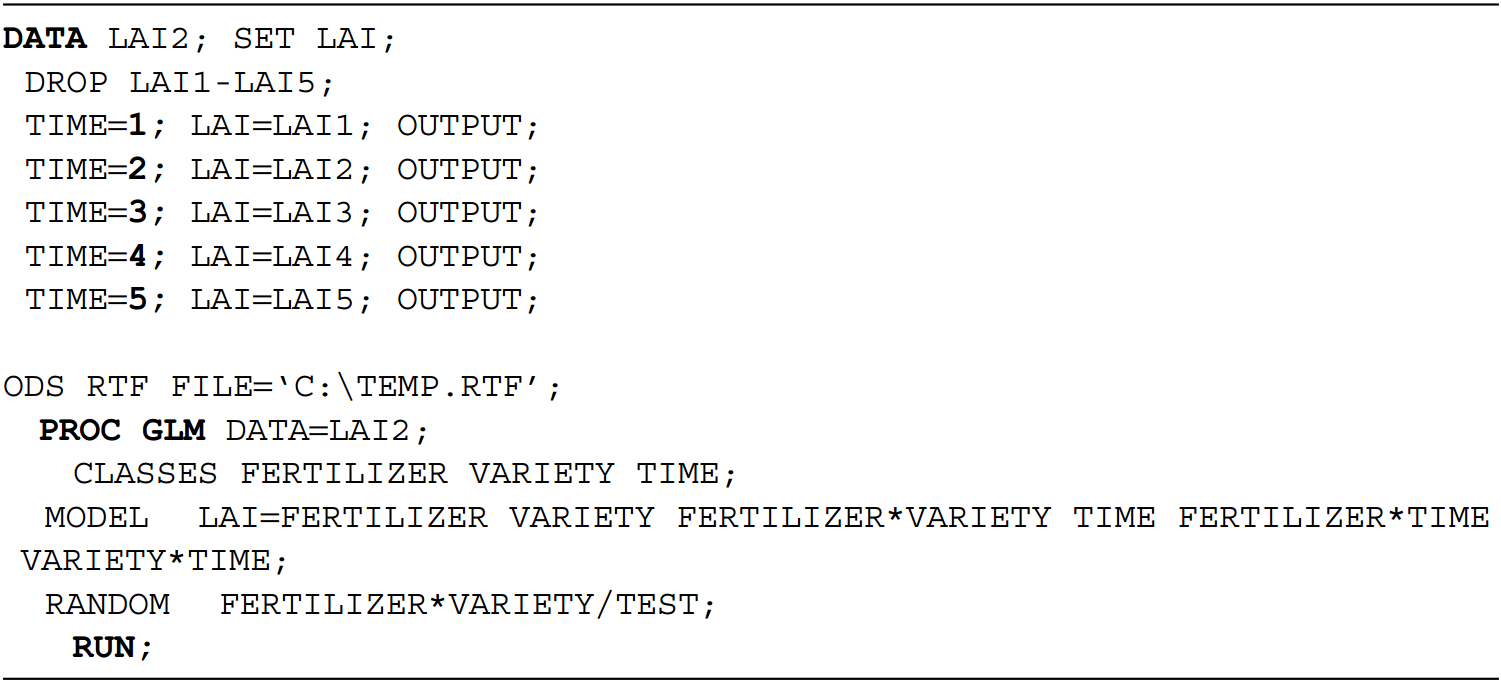 DATA LAI2; SET LAI;
DROP LAI1-LAI5;
TIME=1; LAI=LAI1; OUTPUT;
TIME=2; LAI=LAI2; OUTPUT;
TIME=3; LAI=LAI3; OUTPUT;
TIME=4; LAI=LAI4; OUTPUT;
TIME=5; LAI=LAI5; OUTPUT;
ODS RTF FILE=‘C:\TEMP.RTF’;
PROC GLM DATA=LAI2;
CLASSES FERTILIZER VARIETY TIME;
MODEL LAI=FERTILIZER VARIETY FERTILIZER*VARIETY TIME FERTILIZER*TIME
VARIETY*TIME;
RANDOM FERTILIZER*VARIETY/TEST;
RUN;